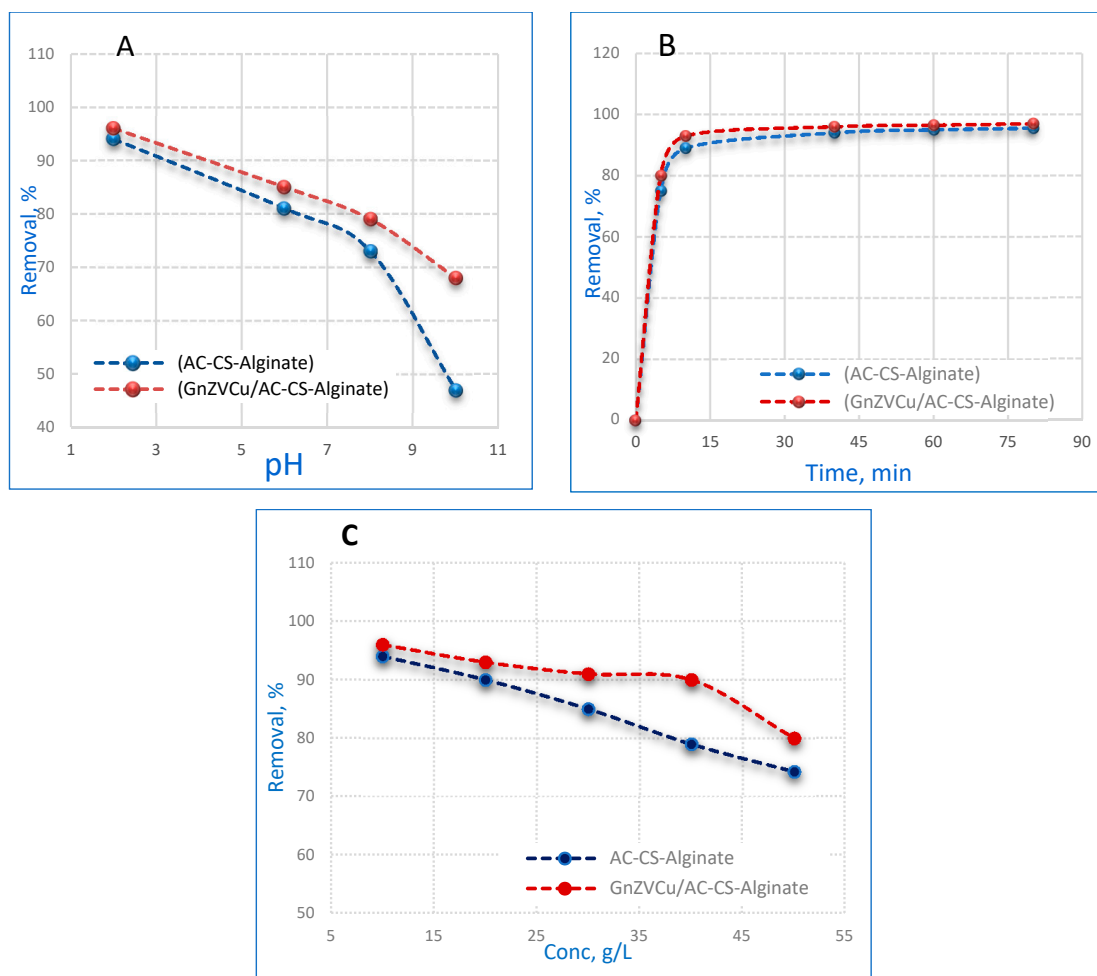 A
110
100
90
80
70
60
50
40
Removal, %
1
3
5
7
9
11
pH
(AC-CS-Alginate)
(GnZVCu/AC-CS-Alginate)
B
120
100
80
60
40
20
0
Removal, %
0
15
30
45
60
75
90
Time, min
(AC-CS-Alginate)
(GnZVCu/AC-CS-Alginate)
C
110
100
90
80
70
60
50
Removal, %
5
15
25
35
45
55
Conc, g/L
AC-CS-Alginate
GnZVCu/AC-CS-Alginate